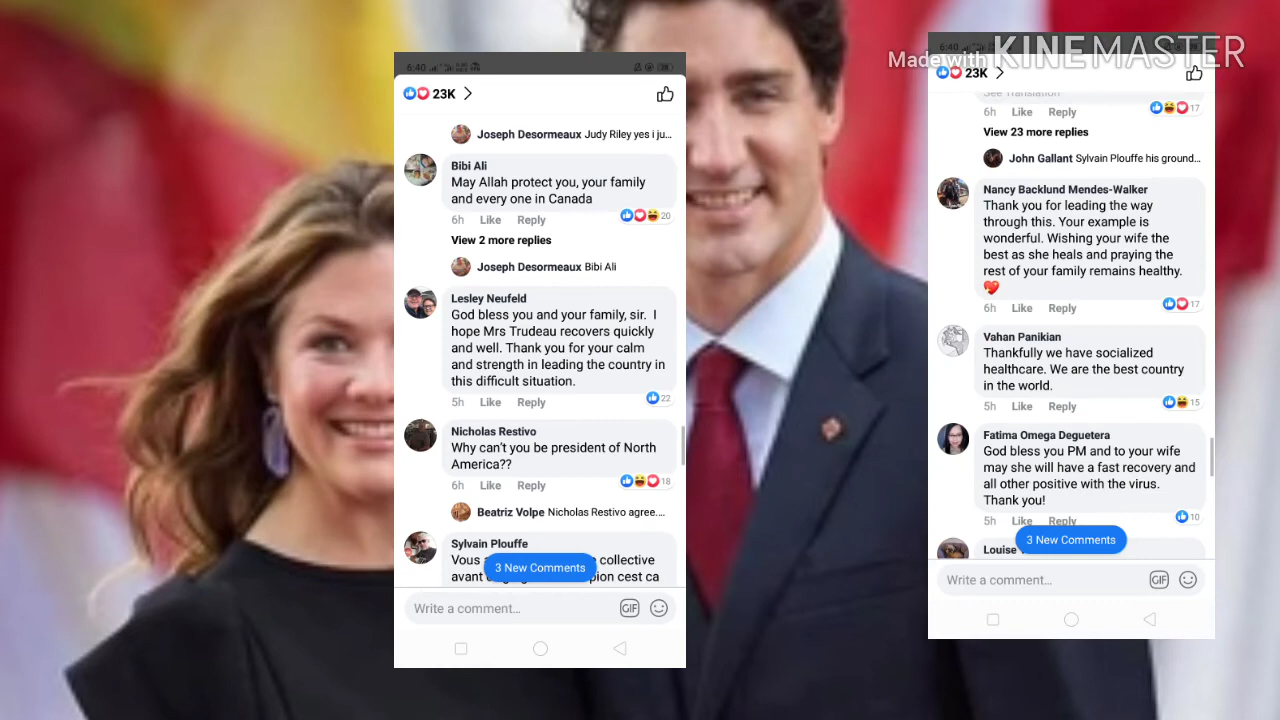 6:40
23K
Joseph Desormeaux Judy Riley yes i ju...
Bibi Ali
May Allah protect you, your family
and every one in Canada
6h Like Reply
20
View 2 more replies
Joseph Desormeaux Bibi Ali
Lesley Neufeld
God bless you and your family, sir. I
hope Mrs Trudeau recovers quickly
and well. Thank you for your calm
and strength in leading the country in
this difficult situation.
5h Like Reply
22
Nicholas Restivo
Why can't you be president of North
America??
6h Like Reply
18
Beatriz Volpe Nicholas Restivo agree....
Sylvain Plouffe
Vous collective
avant cest ca
3 New Comments
Write a comment...
GIF
Made with KINEMASTER
6:40
23K
See Translation
6h Like Reply
17
View 23 more replies
John Gallant Sylvain Plouffe his ground...
Nancy Backlund Mendes-Walker
Thank you for leading the way
through this. Your example is
wonderful. Wishing your wife the
best as she heals and praying the
rest of your family remains healthy.
6h Like Reply
17
Vahan Panikian
Thankfully we have socialized
healthcare. We are the best country
in the world.
5h Like Reply
15
Fatima Omega Deguetera
God bless you PM and to your wife
may she will have a fast recovery and
all other positive with the virus.
Thank you!
5h Like Reply
10
Louise
3 New Comments
Write a comment...
GIF